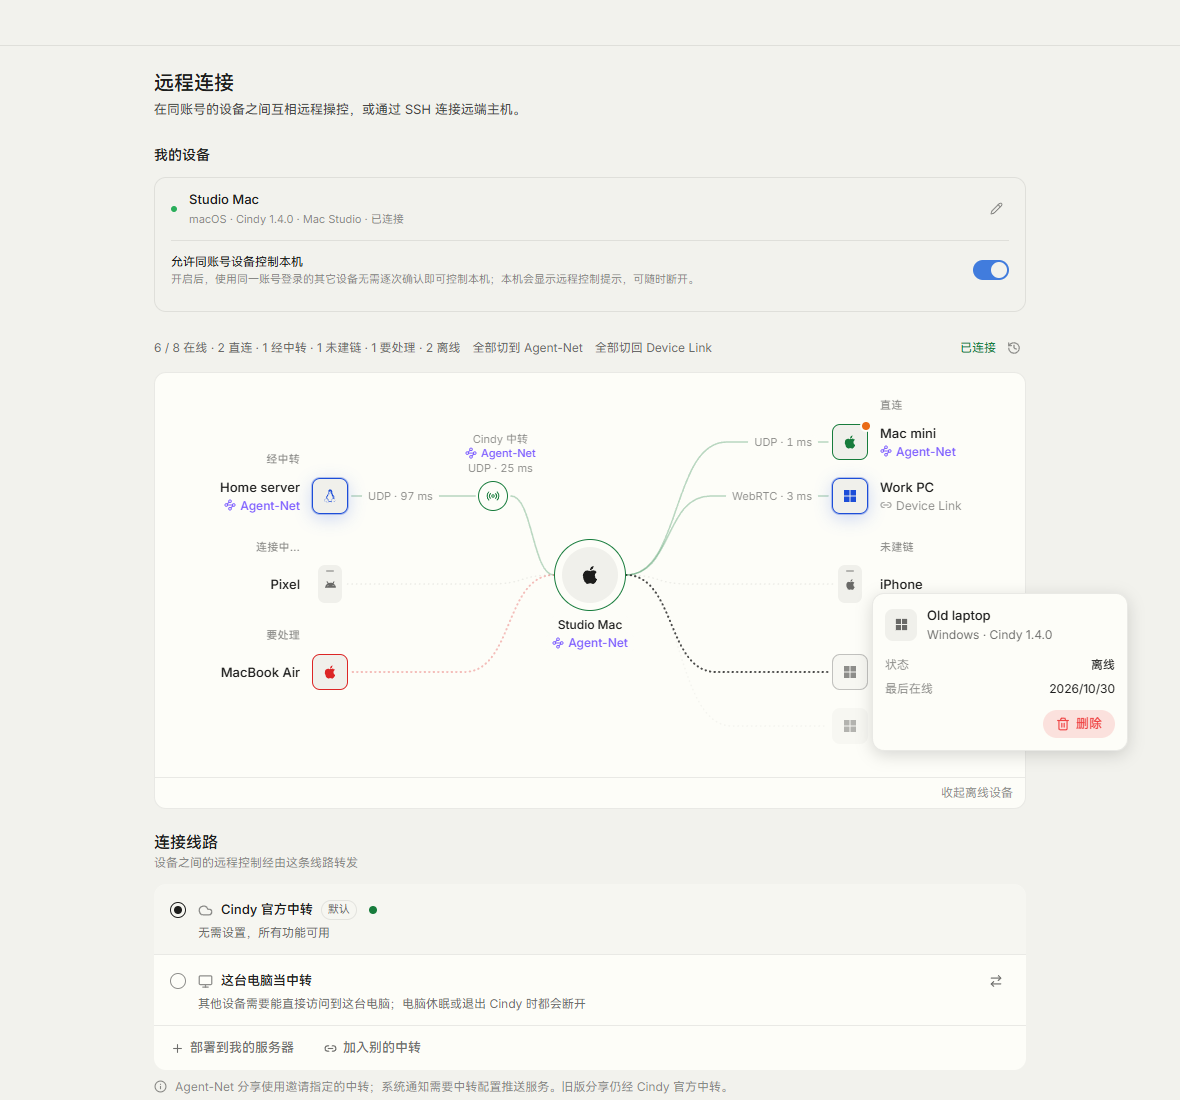 远程连接
在同账号的设备之间互相远程操控，或通过 SSH 连接远端主机。
我的设备
Studio Mac
macOS · Cindy 1.4.0 · Mac Studio · 已连接
允许同账号设备控制本机
开启后，使用同一账号登录的其它设备无需逐次确认即可控制本机；本机会显示远程控制提示，可随时断开。
6 / 8 在线 · 2 直连 · 1 经中转 · 1 未建链 · 1 要处理 · 2 离线 全部切到 Agent-Net 全部切回 Device Link
已连接
直连
Mac mini
Agent-Net
UDP · 1 ms
Cindy 中转
Agent-Net
UDP · 25 ms
经中转
Home server
Agent-Net
UDP · 97 ms
WebRTC · 3 ms
Work PC
Device Link
连接中...
Pixel
未建链
iPhone
Studio Mac
Agent-Net
要处理
MacBook Air
Old laptop
Windows · Cindy 1.4.0
状态 离线
最后在线 2026/10/30
删除
收起离线设备
连接线路
设备之间的远程控制经由这条线路转发
Cindy 官方中转 默认
无需设置，所有功能可用
这台电脑当中转
其他设备需要能直接访问到这台电脑；电脑休眠或退出 Cindy 时都会断开
部署到我的服务器 加入别的中转
Agent-Net 分享使用邀请指定的中转；系统通知需要中转配置推送服务。旧版分享仍经 Cindy 官方中转。